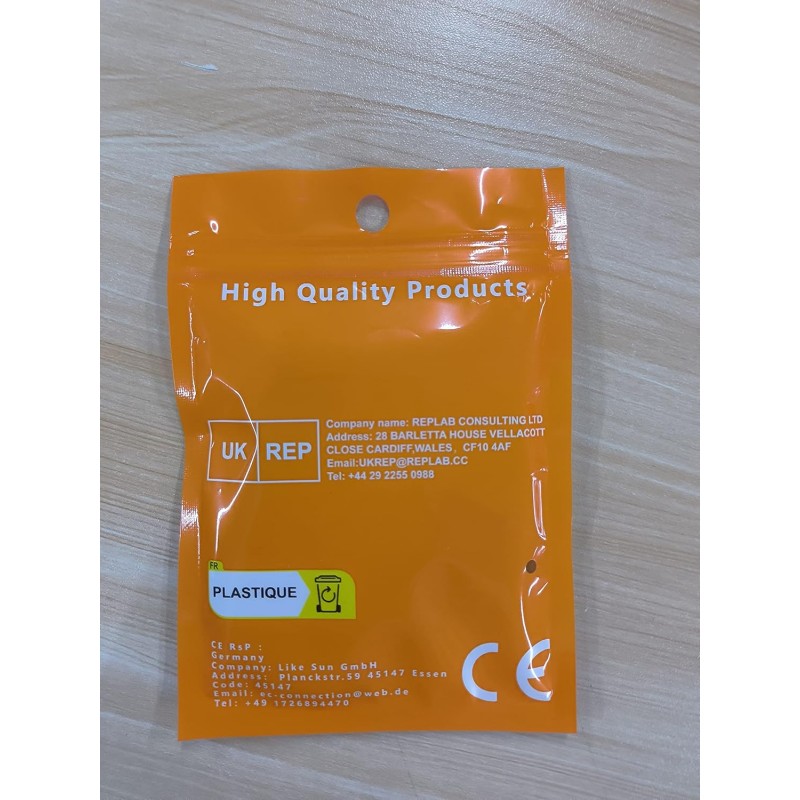 High Quality Products
UK REP
Company name: REPLAB CONSULTING LTD
Address: 28 BARLETTA HOUSE VELLACOTT
CLOSE CARDIFF,WALES, CF10 4AF
Email:UKREP@REPLAB.CC
Tel: +44 29 2255 0988
FR
PLASTIQUE
CE RsP :
Germany
Company: Like Sun GmbH
Address: Planckstr.59 45147 Essen
Code: 45147
Email: ec-connection@web.de
Tel: +49 1726894470
CE